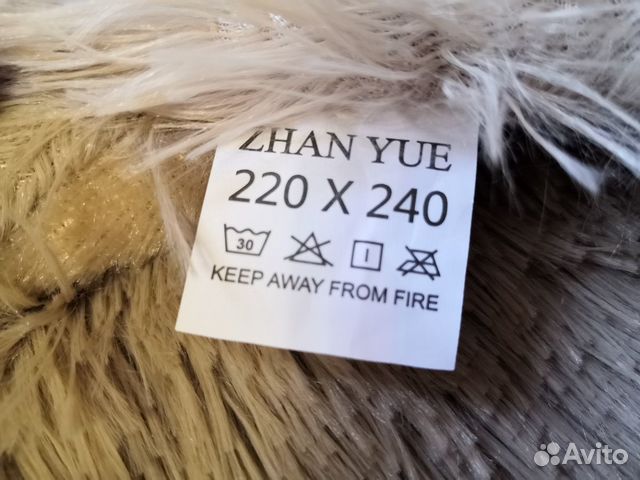 ZHAN YUE
220 X 240
30
KEEP AWAY FROM FIRE
Avito